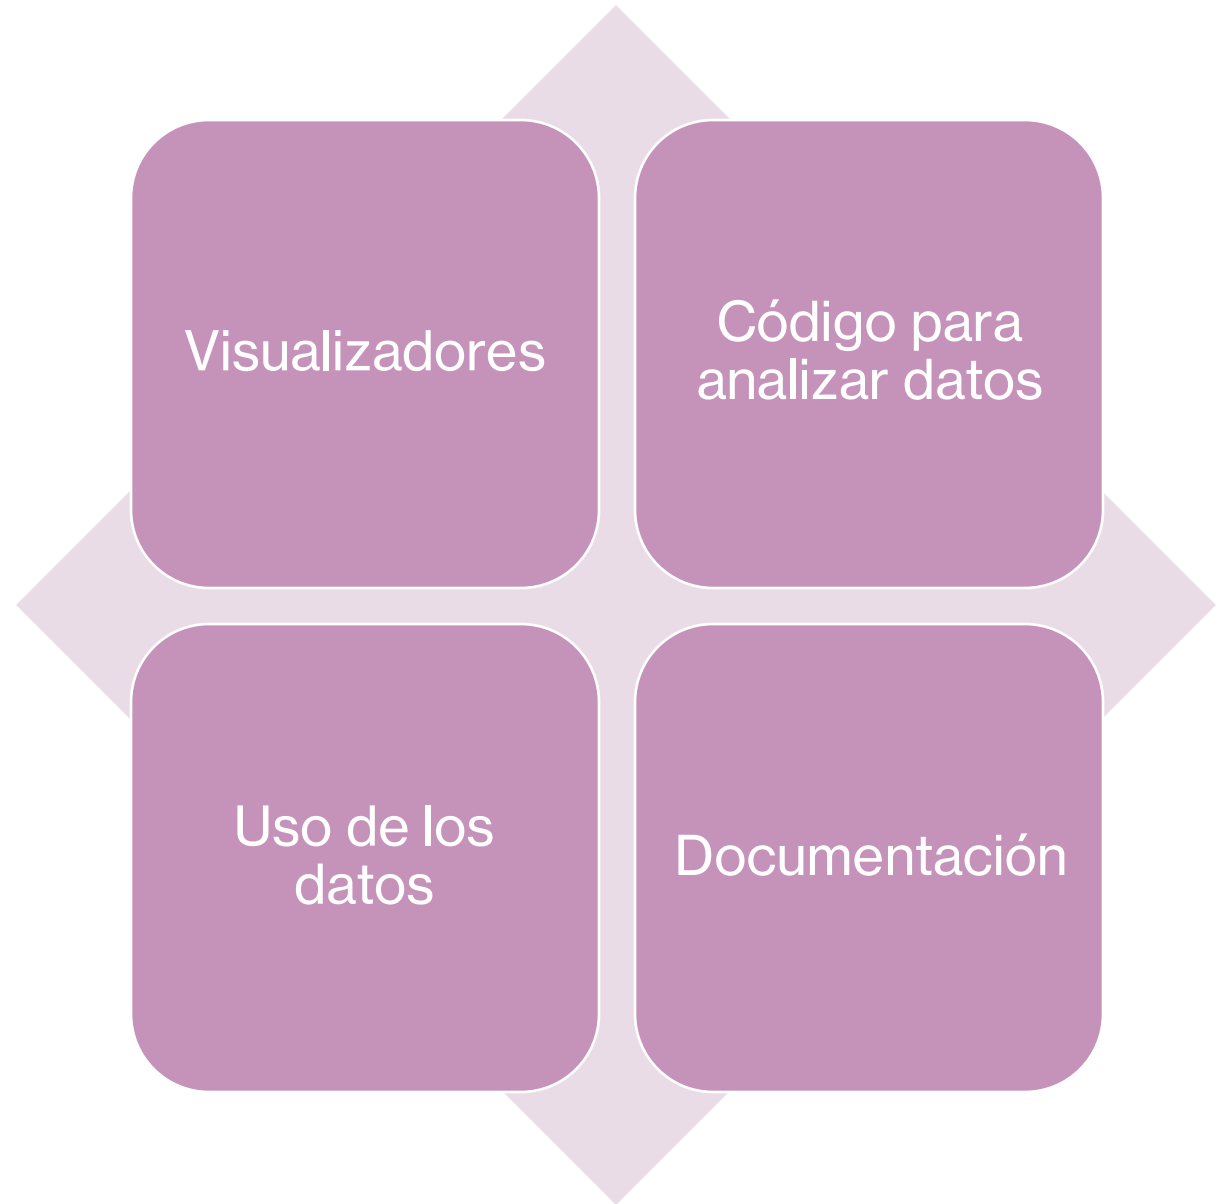 Visualizadores
Código para
analizar datos
Uso de los
datos
Documentación